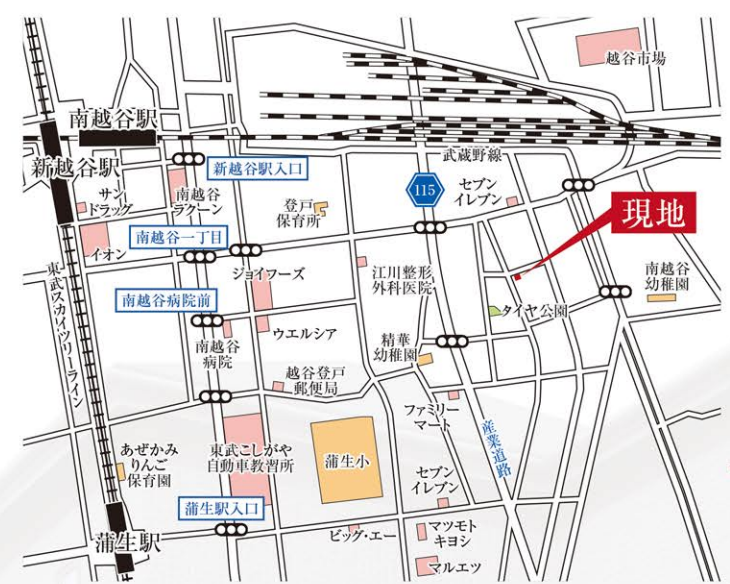 越谷市場
南越谷駅
新越谷駅
武蔵野線
新越谷駅入口
115
セブン
イレブン
サン
ドラッグ
南越谷
ラクーン
登戸
保育所
現地
南越谷一丁目
イオン
ジョイフーズ
江川整形
外科医院
南越谷
幼稚園
東武スカイツリーライン
南越谷病院前
タイヤ公園
ウエルシア
南越谷
病院
精華
幼稚園
越谷登戸
郵便局
ファミリー
マート
産業道路
あぜかみ
りんご
保育園
東武こしがや
自動車教習所
蒲生小
セブン
イレブン
蒲生駅入口
蒲生駅
ビッグ・エー
マツモト
キヨシ
マルエツ